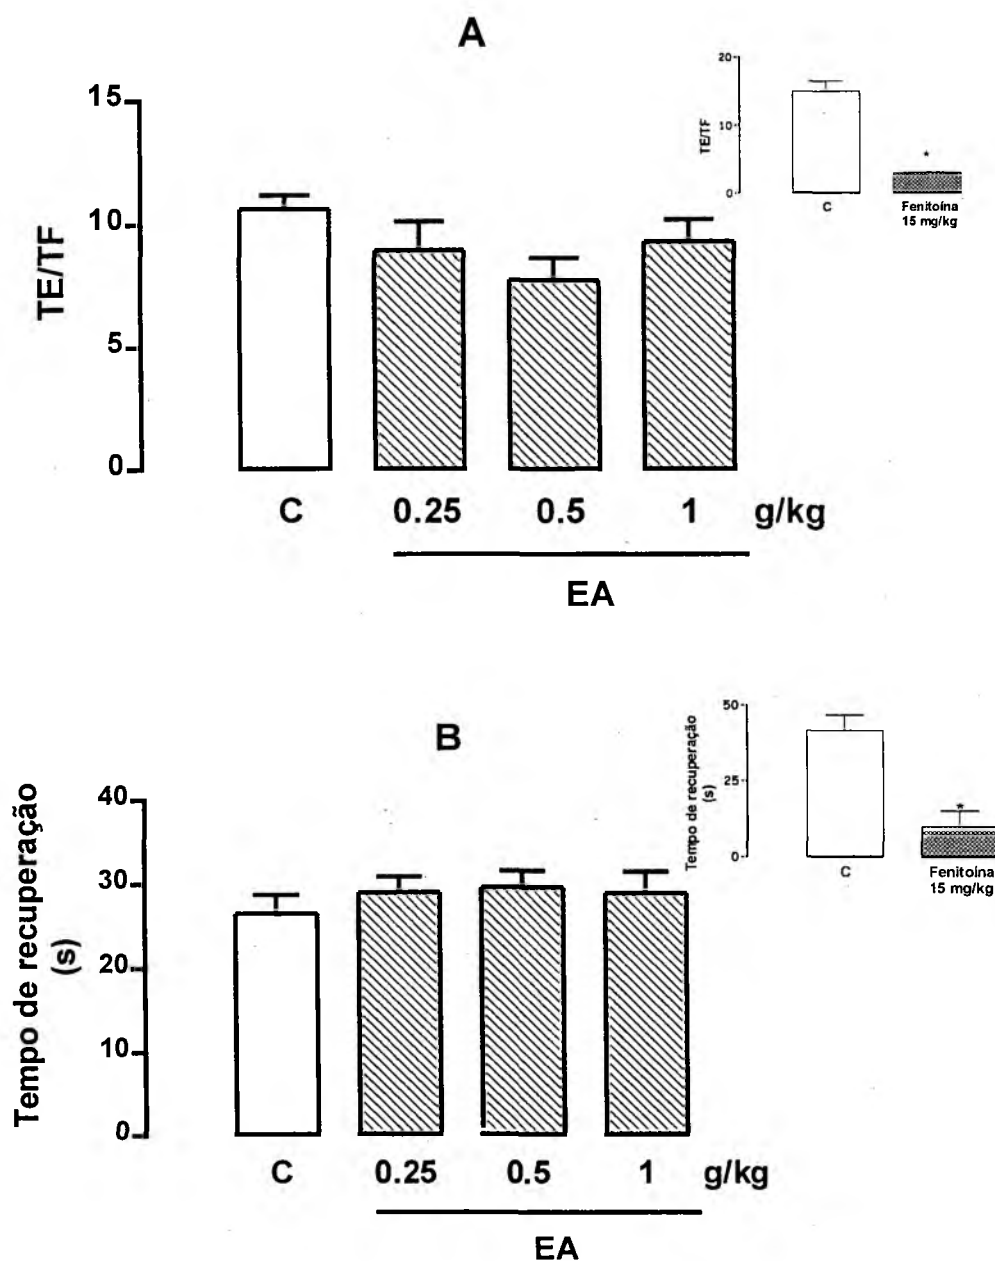 A
TE/TF
15
10
5
0
C
0.25
0.5
1
g/kg
EA
TE/TF
20
10
0
*
C
Fenitoína
15 mg/kg
B
Tempo de recuperação
(s)
40
30
20
10
0
C
0.25
0.5
1
g/kg
EA
Tempo de recuperação
(s)
50
25
0
*
C
Fenitoína
15 mg/kg